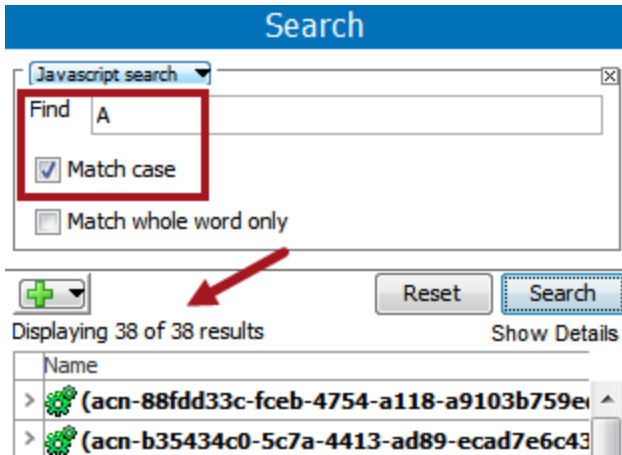 Search
Javascript search
Find A
Match case
Match whole word only
Reset Search
Displaying 38 of 38 results Show Details
Name
(acn-88fdd33c-fceb-4754-a118-a9103b759e
(acn-b35434c0-5c7a-4413-ad89-ecad7e6c43